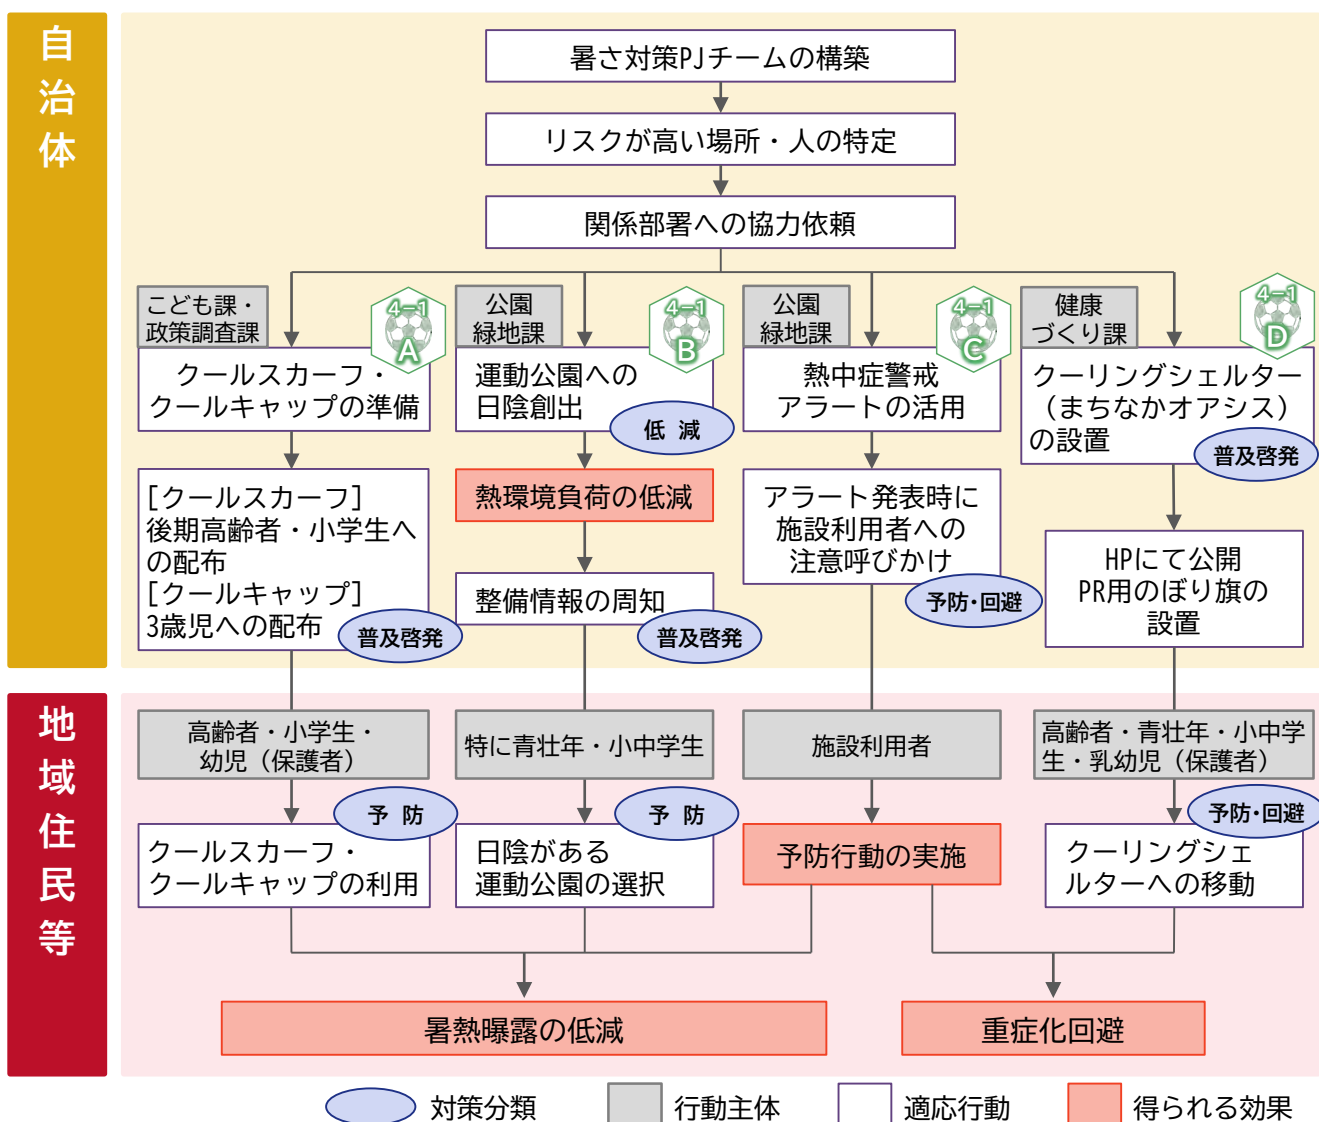 自治体
暑さ対策PJチームの構築
リスクが高い場所・人の特定
関係部署への協力依頼
こども課・
政策調査課
4-1
A
クールスカーフ・
クールキャップの準備
[クールスカーフ]
後期高齢者・小学生へ
の配布
[クールキャップ]
3歳児への配布
普及啓発
公園
緑地課
4-1
B
運動公園への
日陰創出
低 減
熱環境負荷の低減
整備情報の周知
普及啓発
公園
緑地課
4-1
C
熱中症警戒
アラートの活用
アラート発表時に
施設利用者への
注意呼びかけ
予防・回避
健康
づくり課
4-1
D
クーリングシェルター
(まちなかオアシス)
の設置
普及啓発
HPにて公開
PR用のぼり旗の
設置
地域住民等
高齢者・小学生・
幼児(保護者)
予 防
クールスカーフ・
クールキャップの利用
特に青壮年・小中学生
予 防
日陰がある
運動公園の選択
施設利用者
予防行動の実施
高齢者・青壮年・小中学
生・乳幼児(保護者)
予防・回避
クーリングシェ
ルターへの移動
暑熱曝露の低減
重症化回避
対策分類
行動主体
適応行動
得られる効果